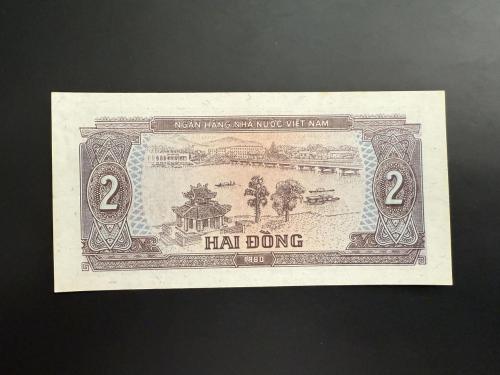 NGÂN HÀNG NHÀ NƯỚC VIỆT NAM
2 2
HAI ĐỒNG
1980